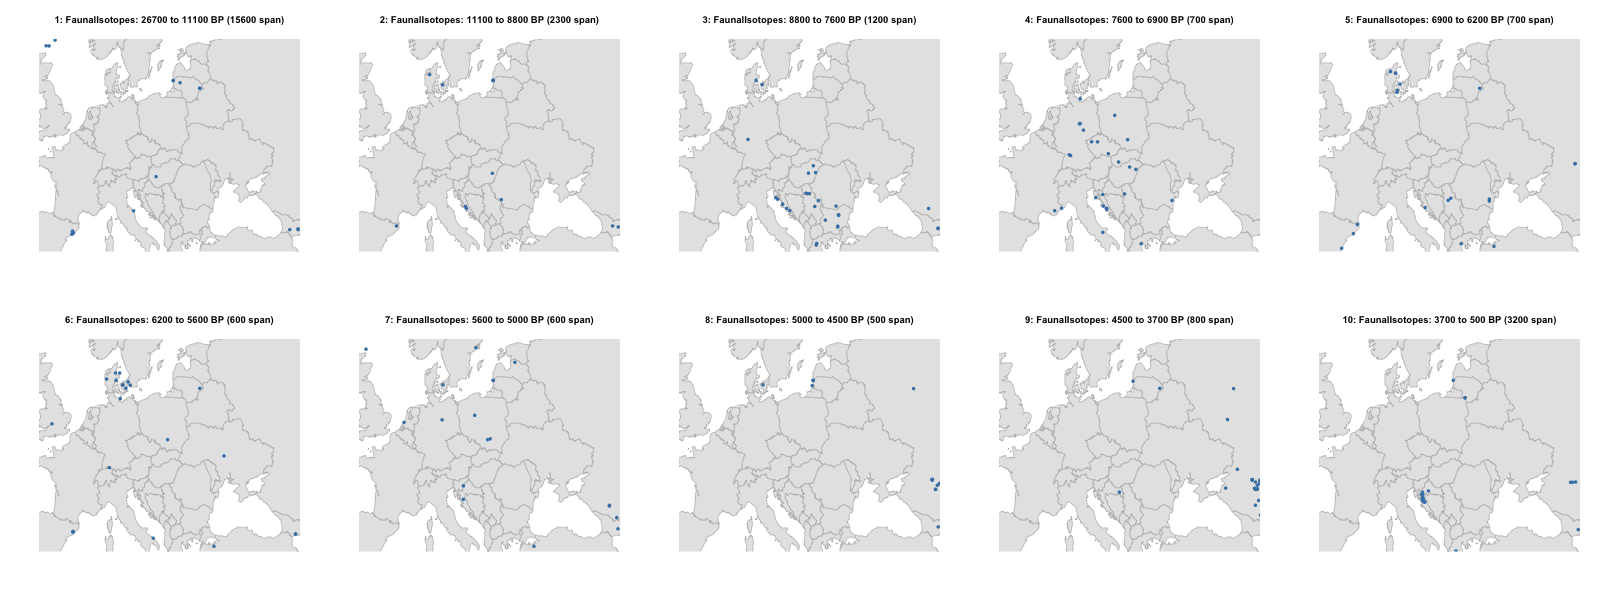 1: FaunalIsotopes: 26700 to 11100 BP (15600 span)
2: FaunalIsotopes: 11100 to 8800 BP (2300 span)
3: FaunalIsotopes: 8800 to 7600 BP (1200 span)
4: FaunalIsotopes: 7600 to 6900 BP (700 span)
5: FaunalIsotopes: 6900 to 6200 BP (700 span)
6: FaunalIsotopes: 6200 to 5600 BP (600 span)
7: FaunalIsotopes: 5600 to 5000 BP (600 span)
8: FaunalIsotopes: 5000 to 4500 BP (500 span)
9: FaunalIsotopes: 4500 to 3700 BP (800 span)
10: FaunalIsotopes: 3700 to 500 BP (3200 span)